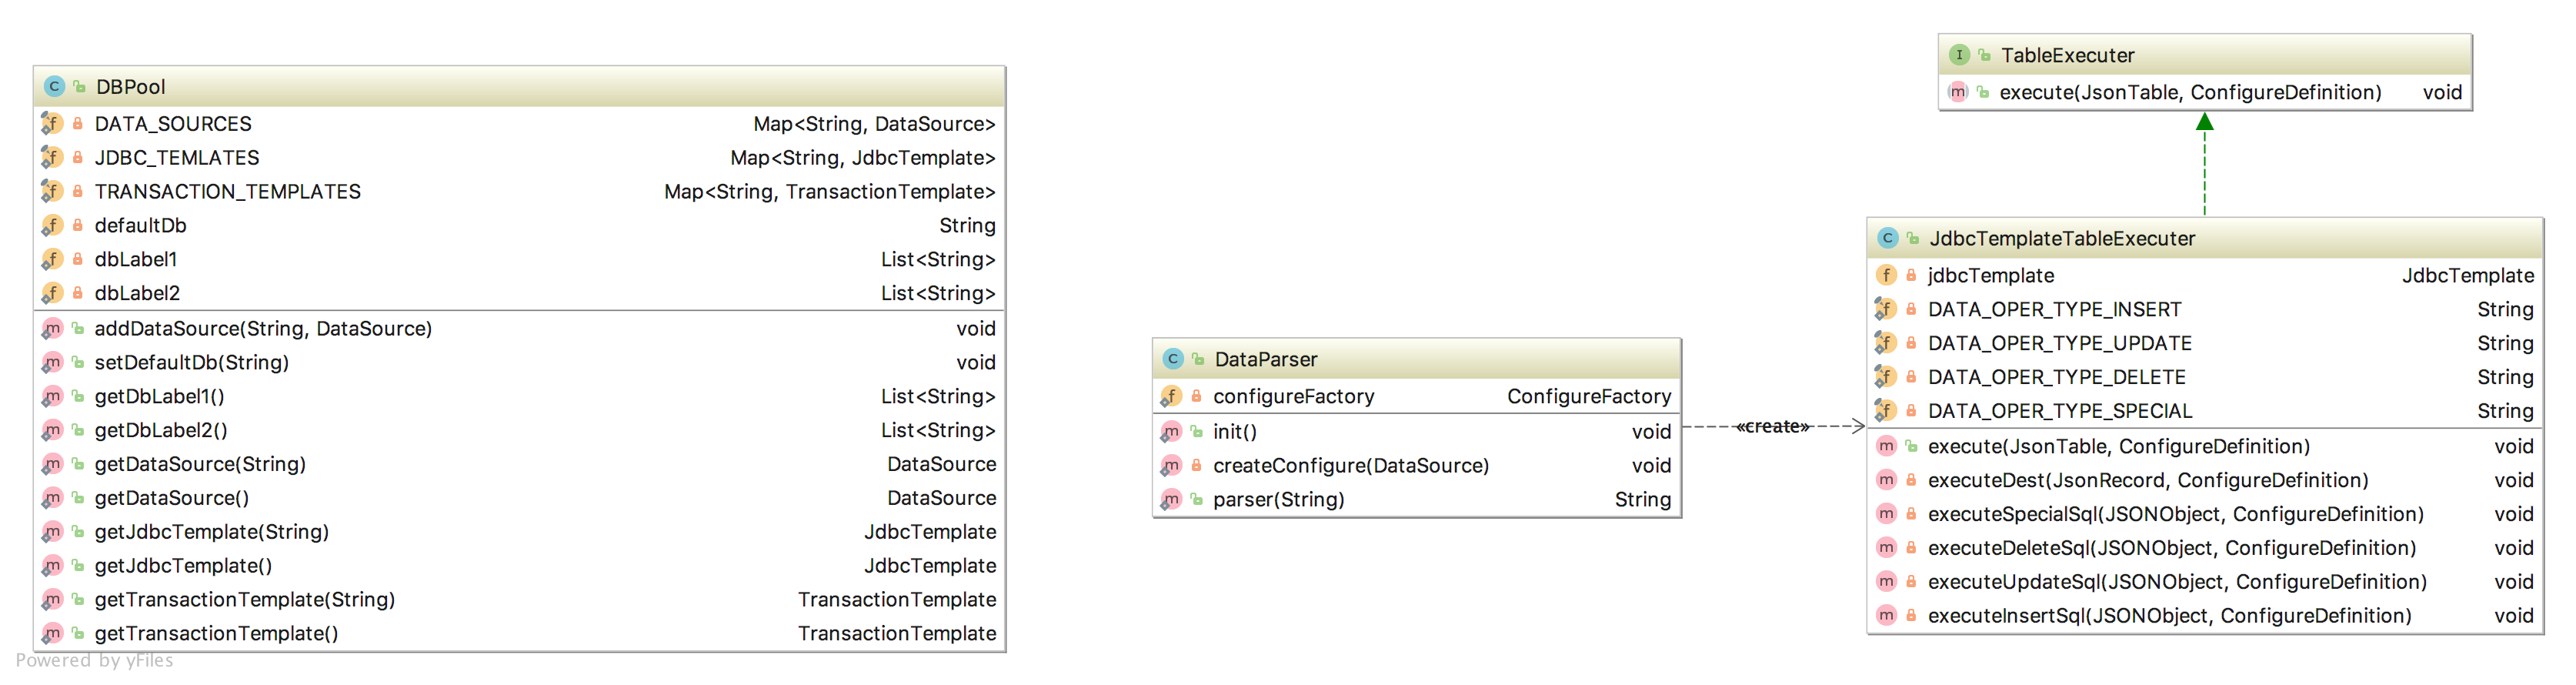 DBPool
DATA_SOURCES Map<String, DataSource>
JDBC_TEMLATES Map<String, JdbcTemplate>
TRANSACTION_TEMPLATES Map<String, TransactionTemplate>
defaultDb String
dbLabel1 List<String>
dbLabel2 List<String>
addDataSource(String, DataSource) void
setDefaultDb(String) void
getDbLabel1() List<String>
getDbLabel2() List<String>
getDataSource(String) DataSource
getDataSource() DataSource
getJdbcTemplate(String) JdbcTemplate
getJdbcTemplate() JdbcTemplate
getTransactionTemplate(String) TransactionTemplate
getTransactionTemplate() TransactionTemplate
Powered by yFiles
DataParser
configureFactory ConfigureFactory
init() void
createConfigure(DataSource) void
parser(String) String
«create»
TableExecuter
execute(JsonTable, ConfigureDefinition) void
JdbcTemplateTableExecuter
jdbcTemplate JdbcTemplate
DATA_OPER_TYPE_INSERT String
DATA_OPER_TYPE_UPDATE String
DATA_OPER_TYPE_DELETE String
DATA_OPER_TYPE_SPECIAL String
execute(JsonTable, ConfigureDefinition) void
executeDest(JsonRecord, ConfigureDefinition) void
executeSpecialSql(JSONObject, ConfigureDefinition) void
executeDeleteSql(JSONObject, ConfigureDefinition) void
executeUpdateSql(JSONObject, ConfigureDefinition) void
executeInsertSql(JSONObject, ConfigureDefinition) void